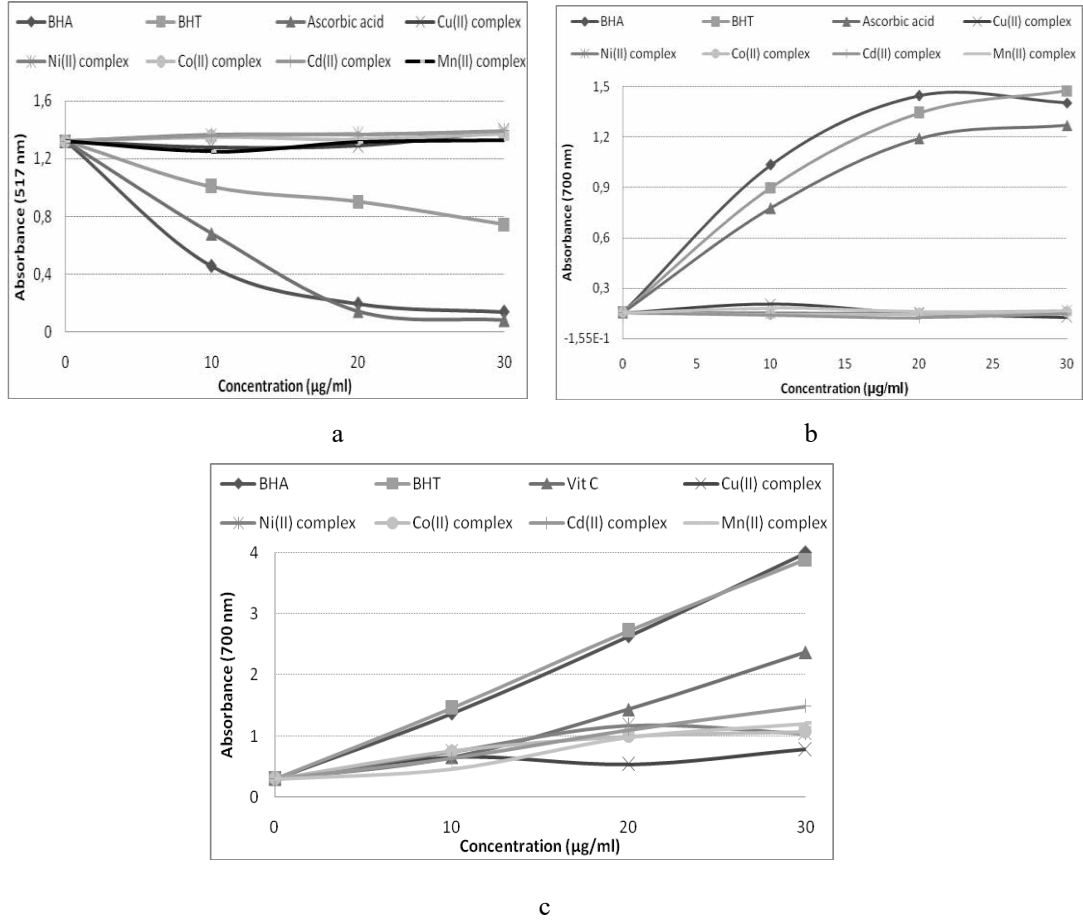 BHA BHT Ascorbic acid Cu(II) complex
Ni(II) complex Co(II) complex Cd(II) complex Mn(II) complex
1,6
1,2
0,8
0,4
0
Absorbance (517 nm)
0 10 20 30
Concentration (µg/ml)
a
BHA BHT Ascorbic acid Cu(II) complex
Ni(II) complex Co(II) complex Cd(II) complex Mn(II) complex
1,5
1,2
0,9
0,6
0,3
-1,55E-1
Absorbance (700 nm)
0 5 10 15 20 25 30
Concentration (µg/ml)
b
BHA BHT Vit C Cu(II) complex
Ni(II) complex Co(II) complex Cd(II) complex Mn(II) complex
4
3
2
1
0
Absorbance (700 nm)
0 10 20 30
Concentration (µg/ml)
c